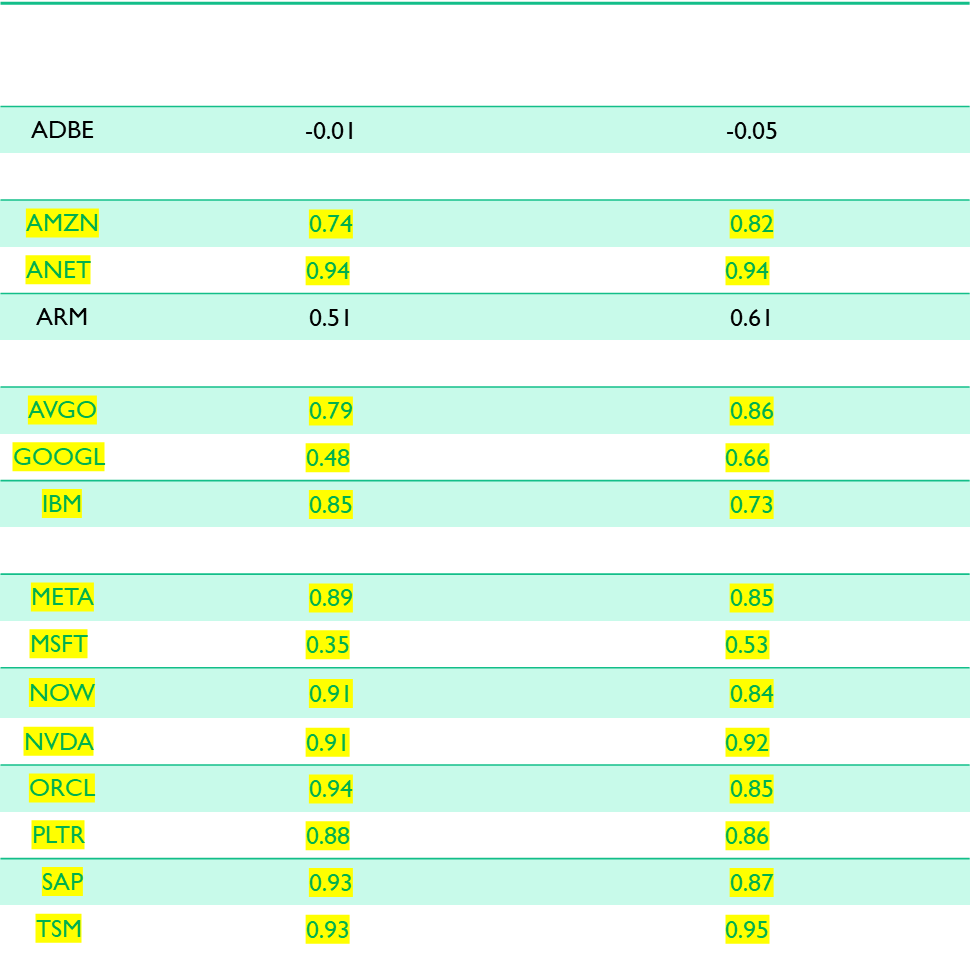 ADBE -0.01 -0.05
AMZN 0.74 0.82
ANET 0.94 0.94
ARM 0.51 0.61
AVGO 0.79 0.86
GOOGL 0.48 0.66
IBM 0.85 0.73
META 0.89 0.85
MSFT 0.35 0.53
NOW 0.91 0.84
NVDA 0.91 0.92
ORCL 0.94 0.85
PLTR 0.88 0.86
SAP 0.93 0.87
TSM 0.93 0.95